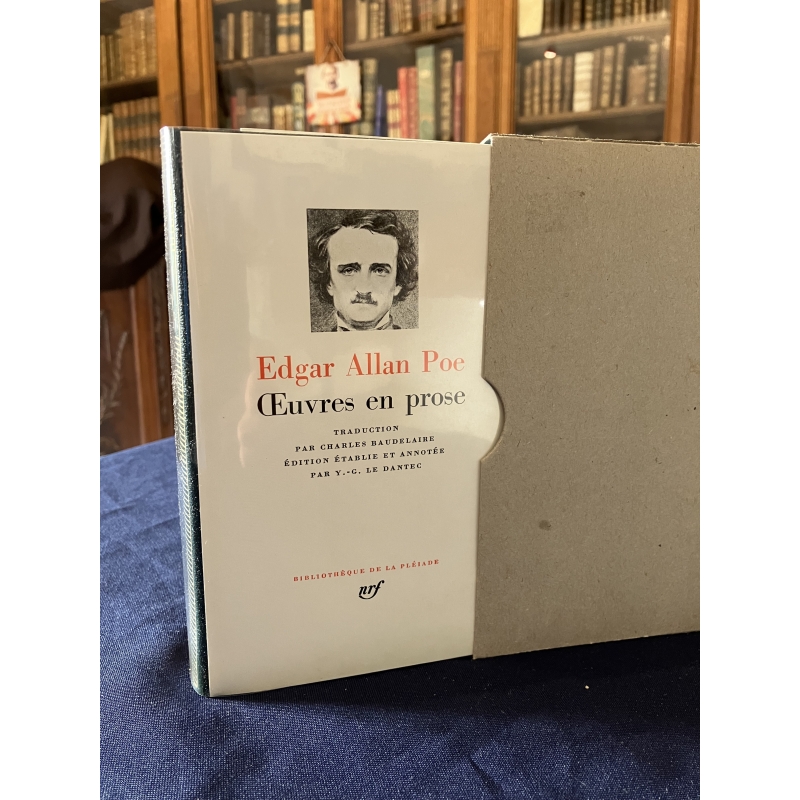 Edgar Allan Poe
Œuvres en prose
TRADUCTION
PAR CHARLES BAUDELAIRE
ÉDITION ÉTABLIE ET ANNOTÉE
PAR Y.-G. LE DANTEC
BIBLIOTHÈQUE DE LA PLÉIADE
nrf